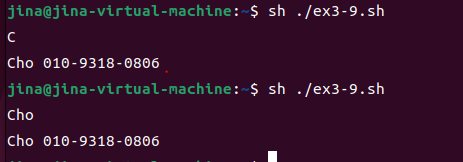 jina@jina-virtual-machine:~$ sh ./ex3-9.sh
C
Cho 010-9318-0806
jina@jina-virtual-machine:~$ sh ./ex3-9.sh
Cho
Cho 010-9318-0806